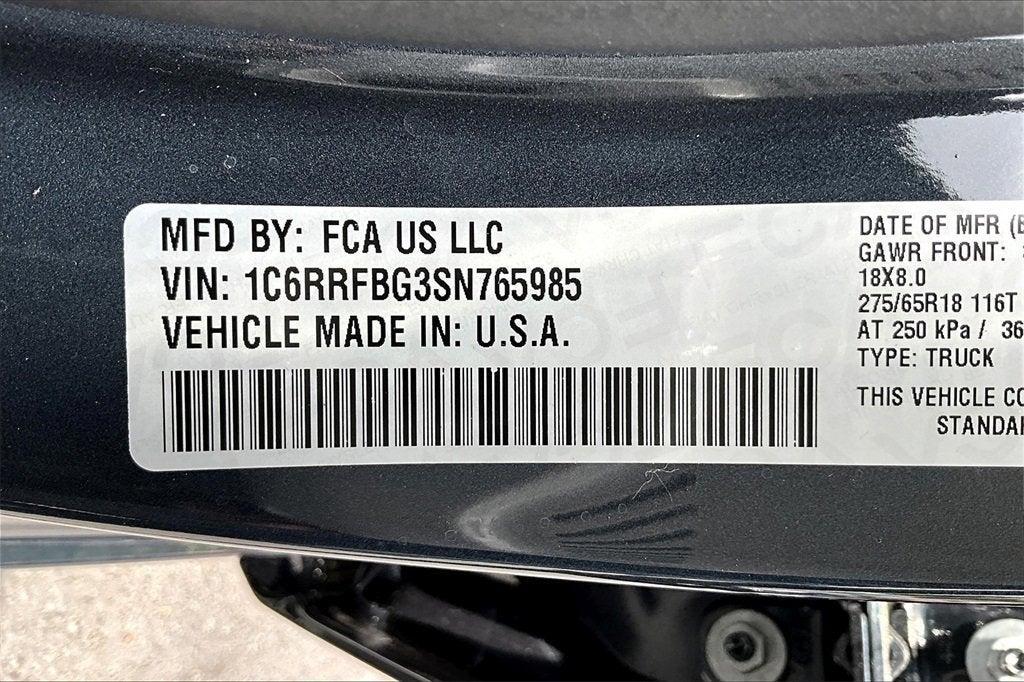 MFD BY: FCA US LLC
VIN: 1C6RRFBG3SN765985
VEHICLE MADE IN: U.S.A.
DATE OF MFR
GAWR FRONT:
18X8.0
275/65R18 116T
AT 250 kPa / 36
TYPE: TRUCK
THIS VEHICLE